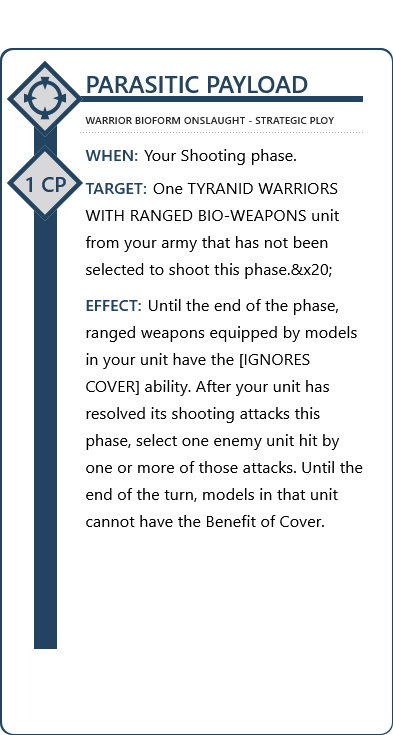 PARASITIC PAYLOAD
WARRIOR BIOFORM ONSLAUGHT - STRATEGIC PLOY
1 CP
WHEN: Your Shooting phase.
TARGET: One TYRANID WARRIORS
WITH RANGED BIO-WEAPONS unit
from your army that has not been
selected to shoot this phase.&x20;
EFFECT: Until the end of the phase,
ranged weapons equipped by models
in your unit have the [IGNORES
COVER] ability. After your unit has
resolved its shooting attacks this
phase, select one enemy unit hit by
one or more of those attacks. Until the
end of the turn, models in that unit
cannot have the Benefit of Cover.